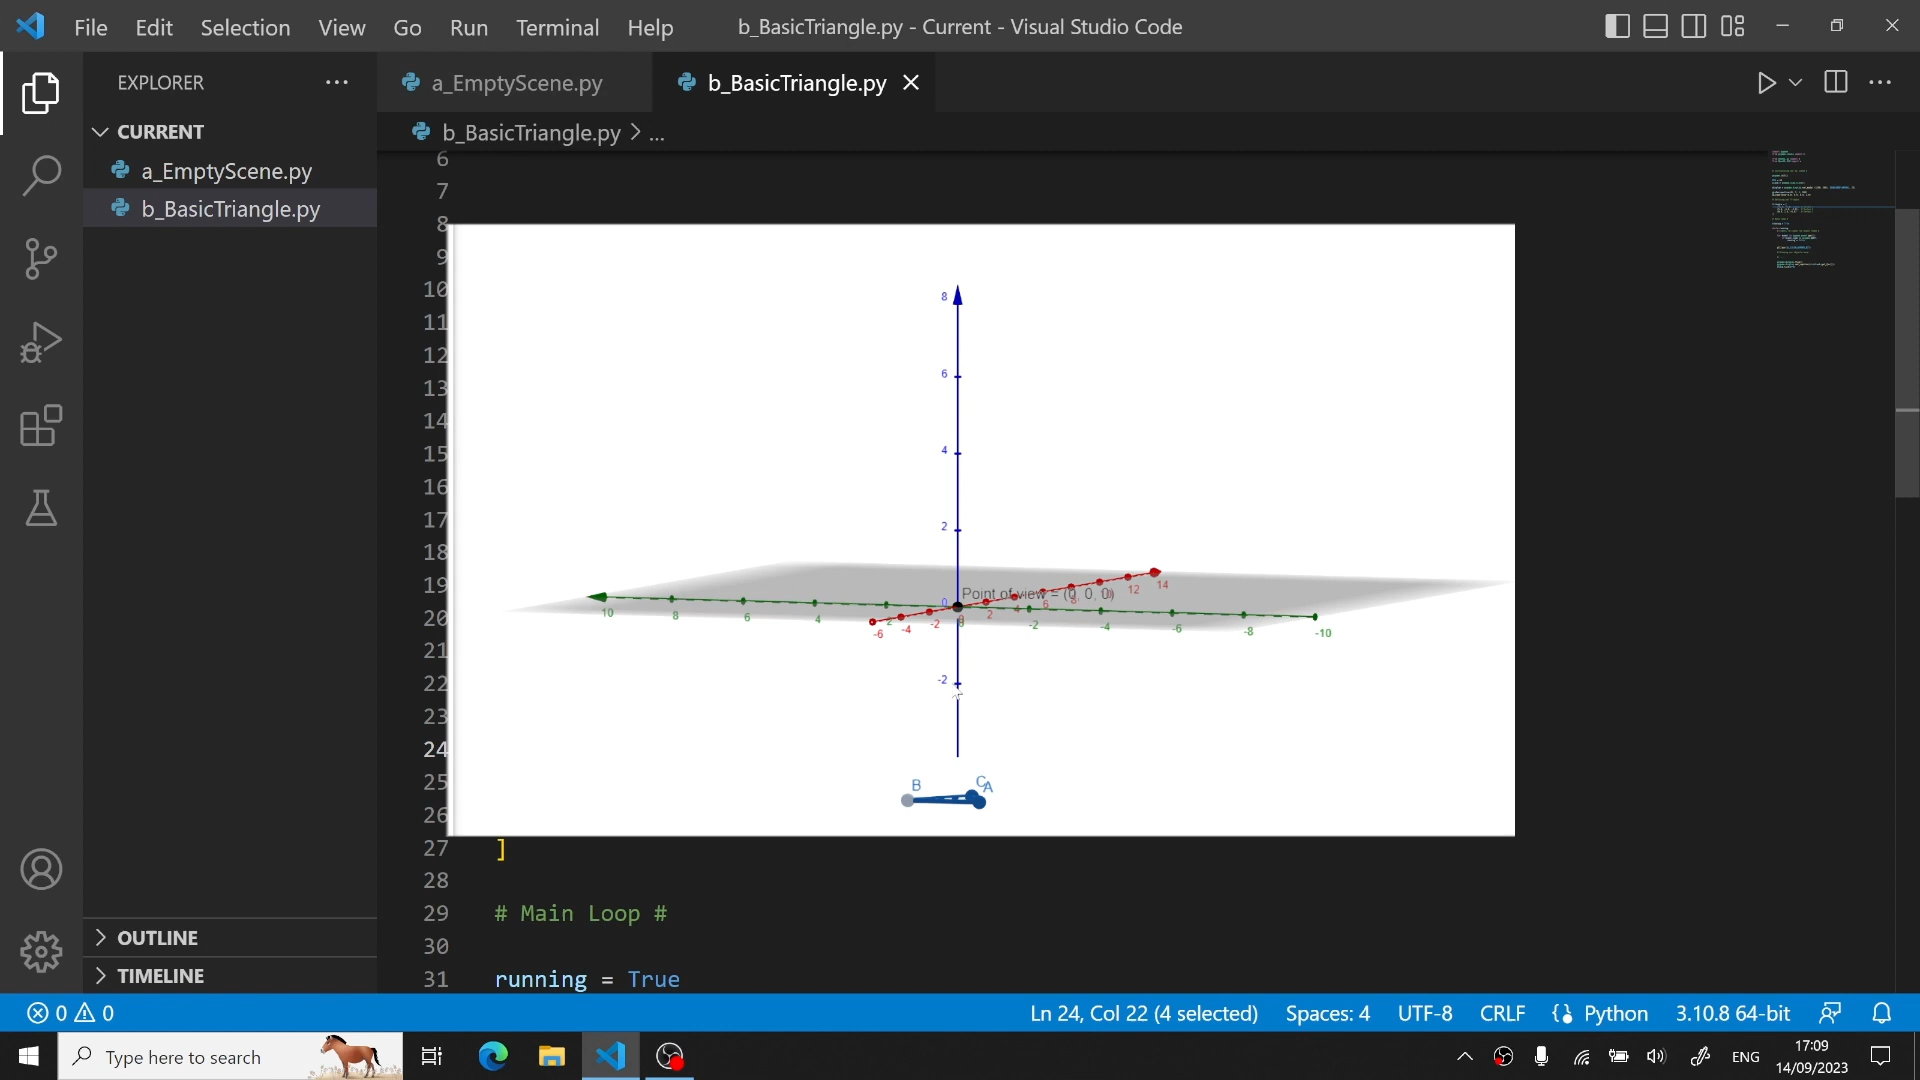 File Edit Selection View Go Run Terminal Help
b_BasicTriangle.py - Current - Visual Studio Code
EXPLORER
CURRENT
a_EmptyScene.py
b_BasicTriangle.py
OUTLINE
TIMELINE
a_EmptyScene.py
b_BasicTriangle.py
b_BasicTriangle.py > ...
6
7
8
9
10
11
12
13
14
15
16
17
18
19
20
21
22
23
24
25
26
27 ]
28
29 # Main Loop #
30
31 running = True
8
6
4
2
0
-2
Point of view = (0, 0, 0)
10 8 6 4 2 0 -2 -4 -6 -8 -10
-6 -4 -2 0 2 4 6 8 12 14
B C A
0 0
Ln 24, Col 22 (4 selected) Spaces: 4 UTF-8 CRLF Python 3.10.8 64-bit
Type here to search
ENG
17:09
14/09/2023